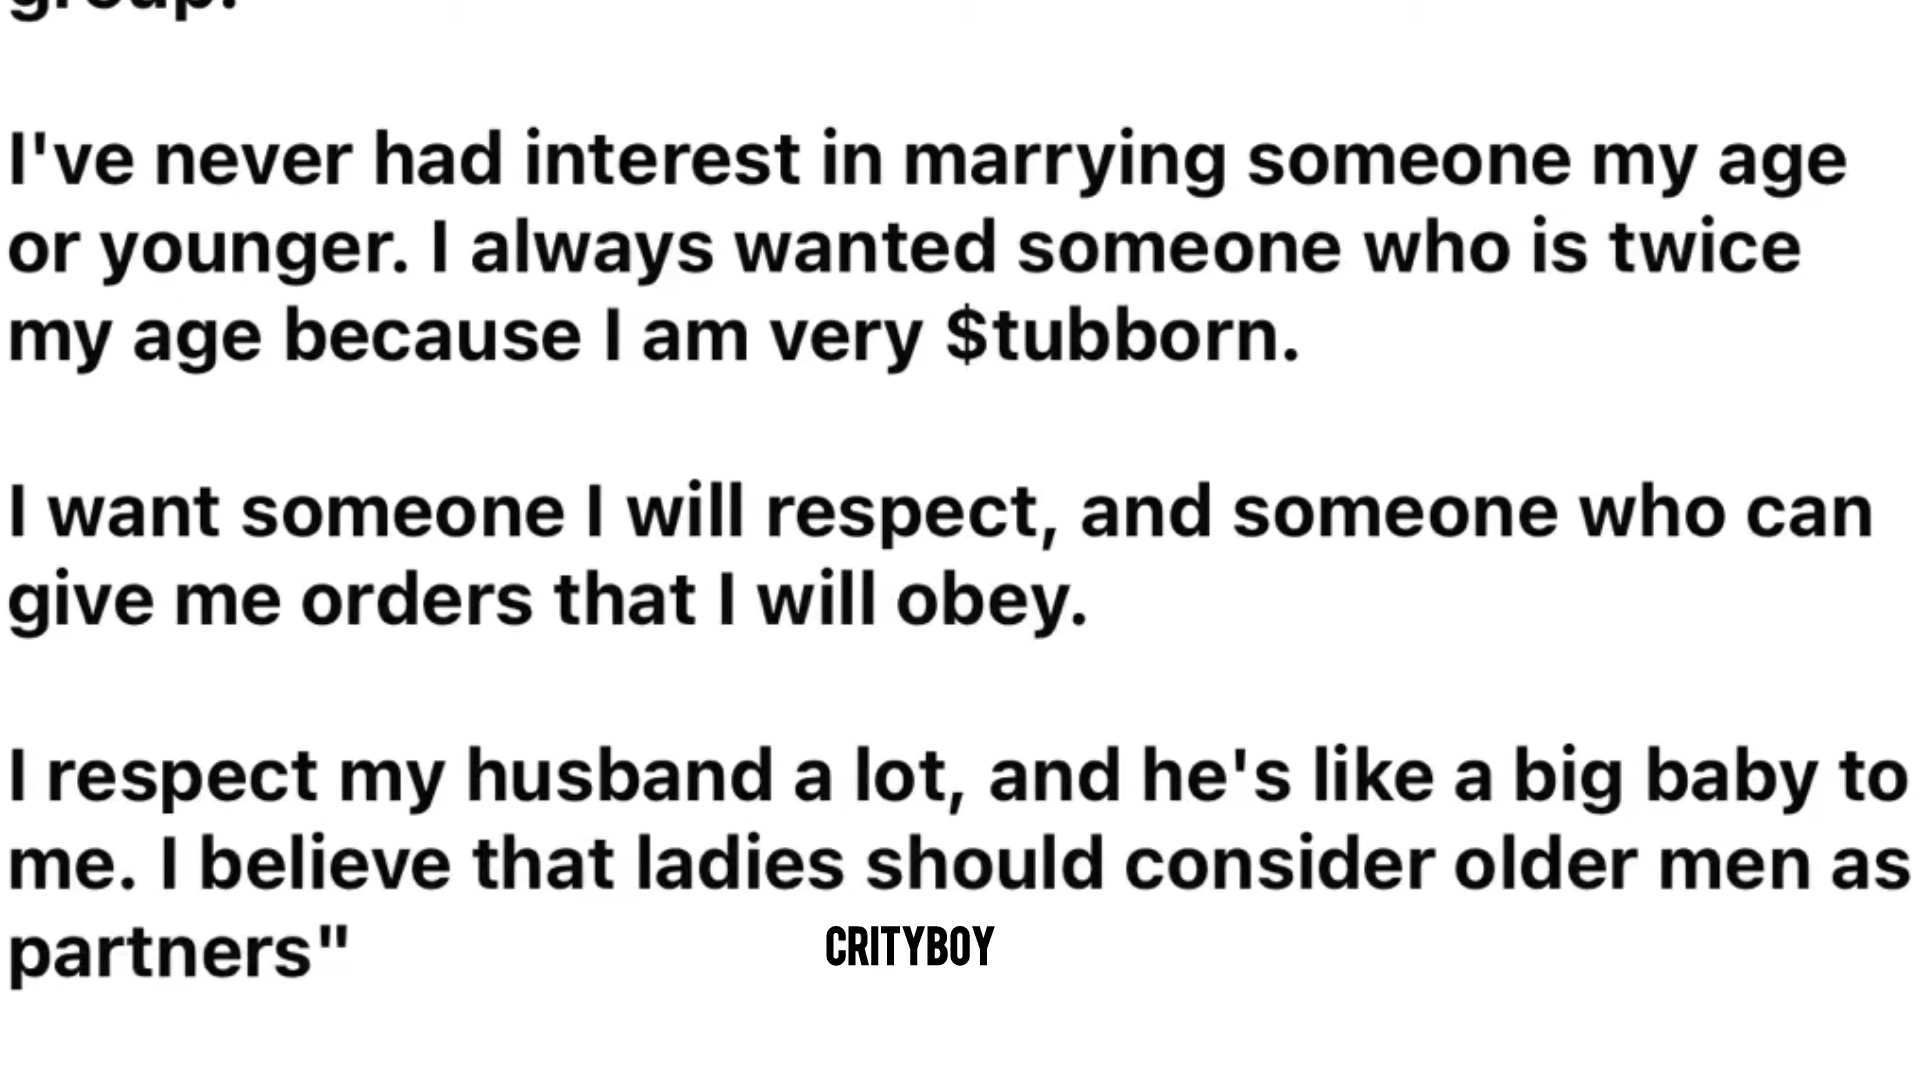 group.
I've never had interest in marrying someone my age
or younger. I always wanted someone who is twice
my age because I am very $tubborn.
I want someone I will respect, and someone who can
give me orders that I will obey.
I respect my husband a lot, and he's like a big baby to
me. I believe that ladies should consider older men as
partners"
CRITYBOY